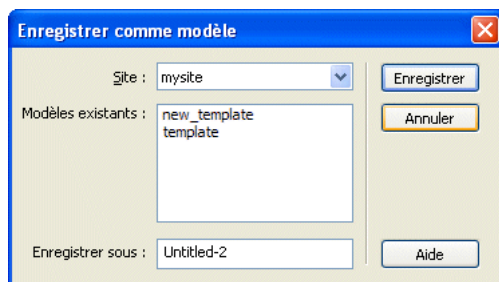 Enregistrer comme modèle
Site : mysite Enregistrer
Modèles existants : new_template Annuler
template
Enregistrer sous : Untitled-2 Aide